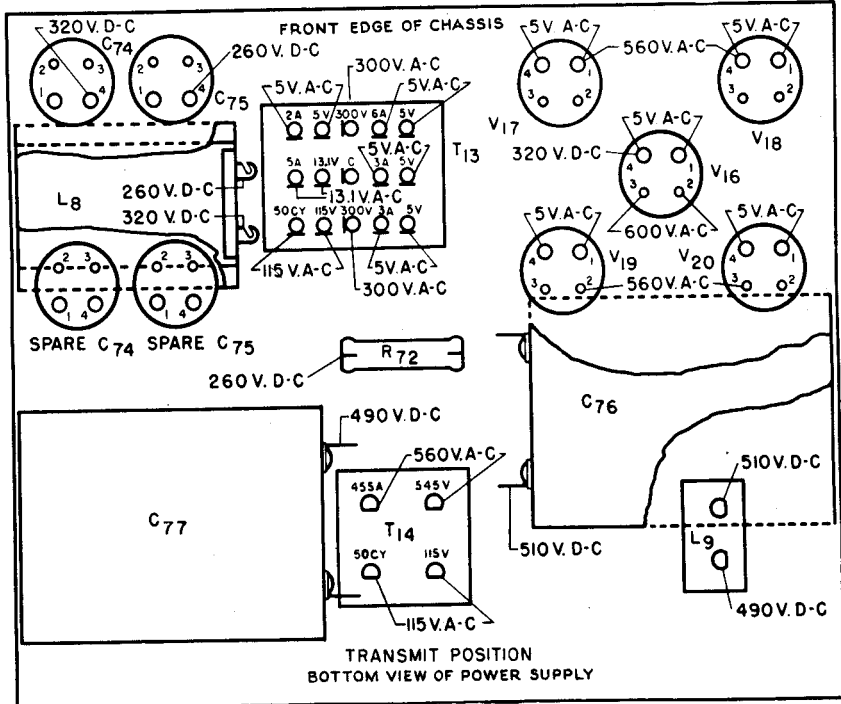 FRONT EDGE OF CHASSIS
320 V. D-C
C74
260 V. D-C
2 3
1 4
2 3
1 4
C75
300 V. A-C
5 V. A-C
5 V. A-C
2A 5V 300V 6A 5V
T13
5 V. A-C
5A 13.1V C 3A 5V
13.1 V. A-C
50CY 115V 300V 3A 5V
115 V. A-C
5 V. A-C
300 V. A-C
L8
260 V. D-C
320 V. D-C
2 3
1 4
2 3
1 4
SPARE C74 SPARE C75
5 V. A-C
560 V. A-C
5 V. A-C
4 1
3 2
4 1
3 2
V17
V18
5 V A-C
320 V. D-C
4 1
3 2
V16
600 V. A-C
5 V. A-C
5 V. A-C
V19
V20
4 1
3 2
4 1
3 2
560 V. A-C
R72
260 V. D-C
C76
510 V. D-C
490 V. D-C
C77
560 V. A-C
455A 545V
T14
50CY 115V
115 V. A-C
510 V. D-C
L9
490 V. D-C
TRANSMIT POSITION
BOTTOM VIEW OF POWER SUPPLY